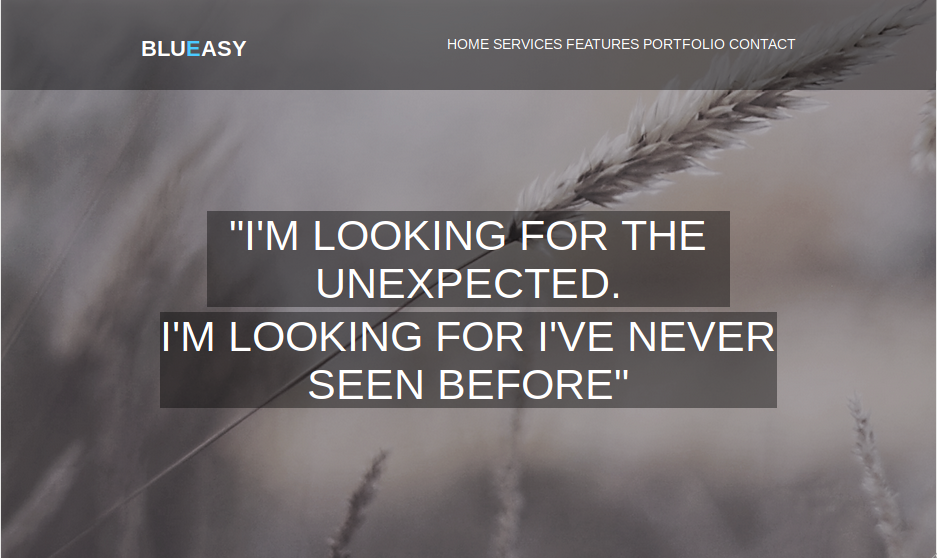 BLUEASY
HOME SERVICES FEATURES PORTFOLIO CONTACT
"I'M LOOKING FOR THE
UNEXPECTED.
I'M LOOKING FOR I'VE NEVER
SEEN BEFORE"